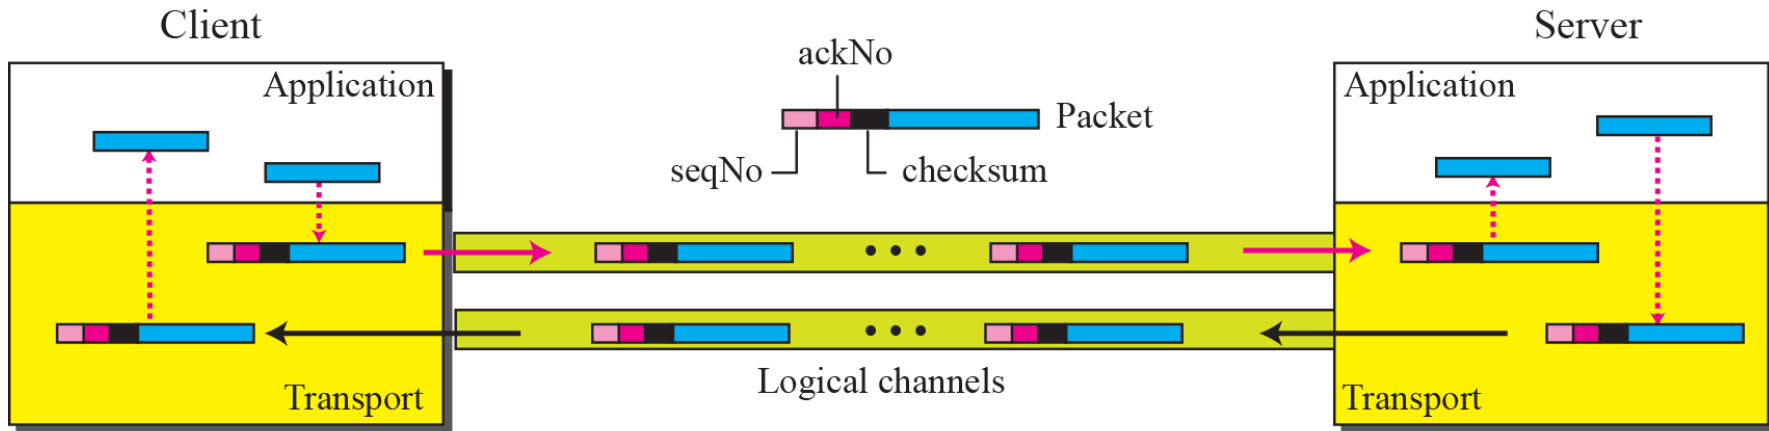 Client
Server
ackNo
Application
Application
Packet
seqNo
checksum
Logical channels
Transport
Transport